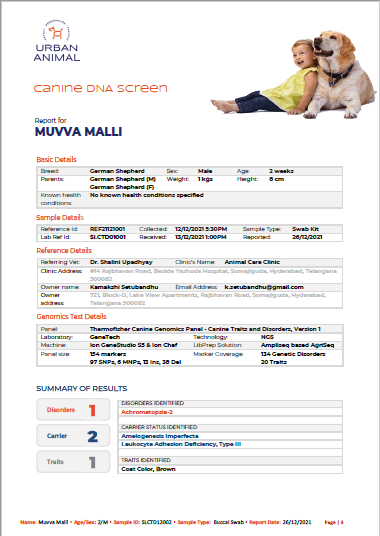 URBAN
ANIMAL
canine DNA screen
Report for
MUVVA MALLI
Basic Details
Breed: German Shepherd Sex: Male Age: 2 weeks
Parents: German Shepherd (M) Weight: 1 kgs Height: 8 cm
German Shepherd (F)
Known health No known health conditions specified
conditions:
Sample Details
Reference Id: REF21121001 Collected: 12/12/2021 5:30PM Sample Type: Swab Kit
Lab Ref Id: SLCTD1001 Received: 13/12/2021 1:00PM Reported: 26/12/2021
Reference Details
Referring Vet: Dr. Shalini Upadhyay Clinic's Name: Animal Care Clinic
Clinic Address: #14 Rajbhavan Road, Beside Yashoda Hospital, Somajiguda, Hyderabad, Telangana
500082
Owner name: Kamakzhi Setubandhu Email Address: k.setubandhu@gmail.com
Owner 721, Block-D, Lake View Apartments, Rajbhavan Road, Somajiguda, Hyderabad,
address: Telangana 500082
Genomics Test Details
Panel: Thermofisher Canine Genomics Panel - Canine Traits and Disorders, Version 1
Laboratory: GeneTech Technology: NGS
Machine: Ion GeneStudio S5 & Ion Chef LibPrep Solution: Ampliseq based AgriSeq
Panel size: 154 markers Market Coverage: 134 Genetic Disorders
97 SNPs, 6 MNPs, 13 Ins, 38 Del 20 Traits
SUMMARY OF RESULTS
Disorders 1
DISORDERS IDENTIFIED
Achromatopsia-2
Carrier 2
CARRIER STATUS IDENTIFIED
Amelogenesis Imperfecta
Leukocyte Adhesion Deficiency, Type III
Traits 1
TRAITS IDENTIFIED
Coat Color, Brown
Name: Muvva Malli • Age/Sex: 2/M • Sample ID: SLCTD12002 • Sample Type: Buccal Swab • Report Date: 26/12/2021 Page | 3